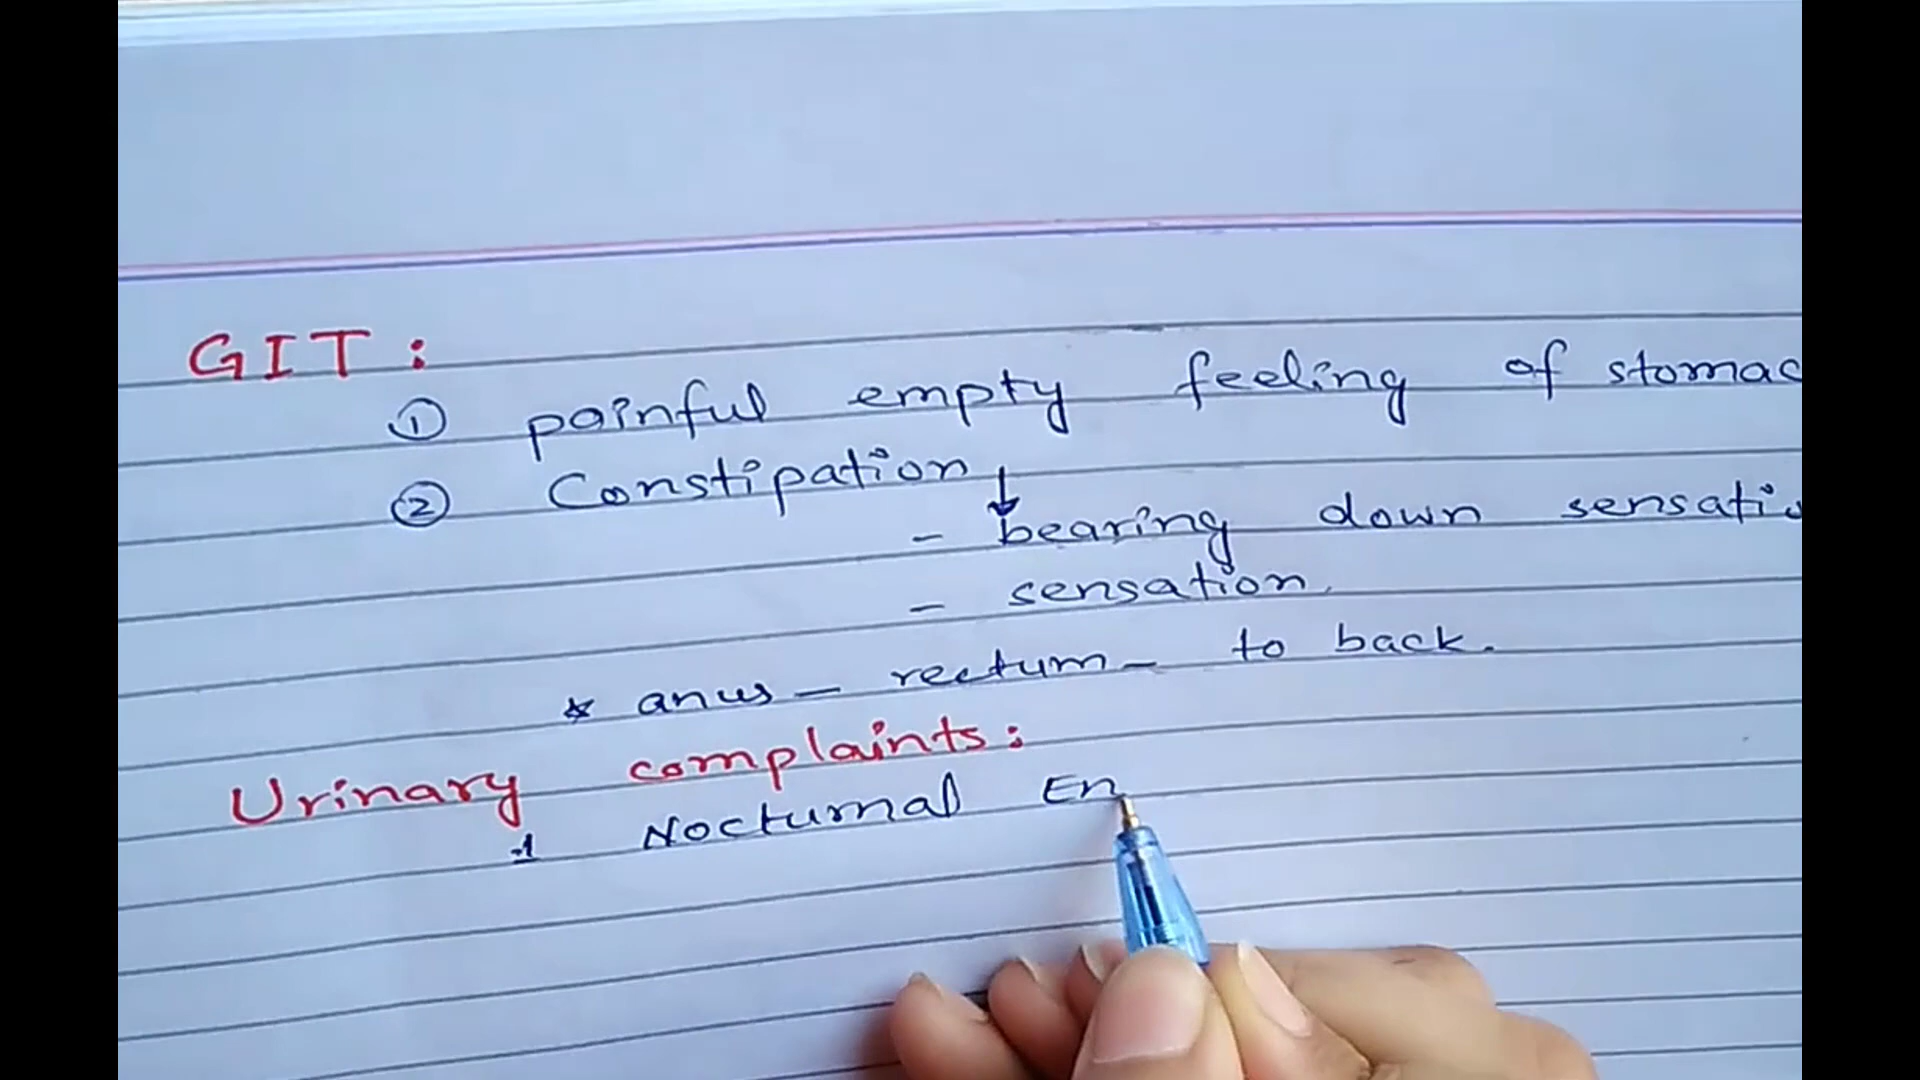 GIT :
① painful empty feeling of stomac
② Constipation ↓
- bearing down sensatio
- sensation.
* anus - rectum - to back.
Urinary complaints :
1 Nocturnal En